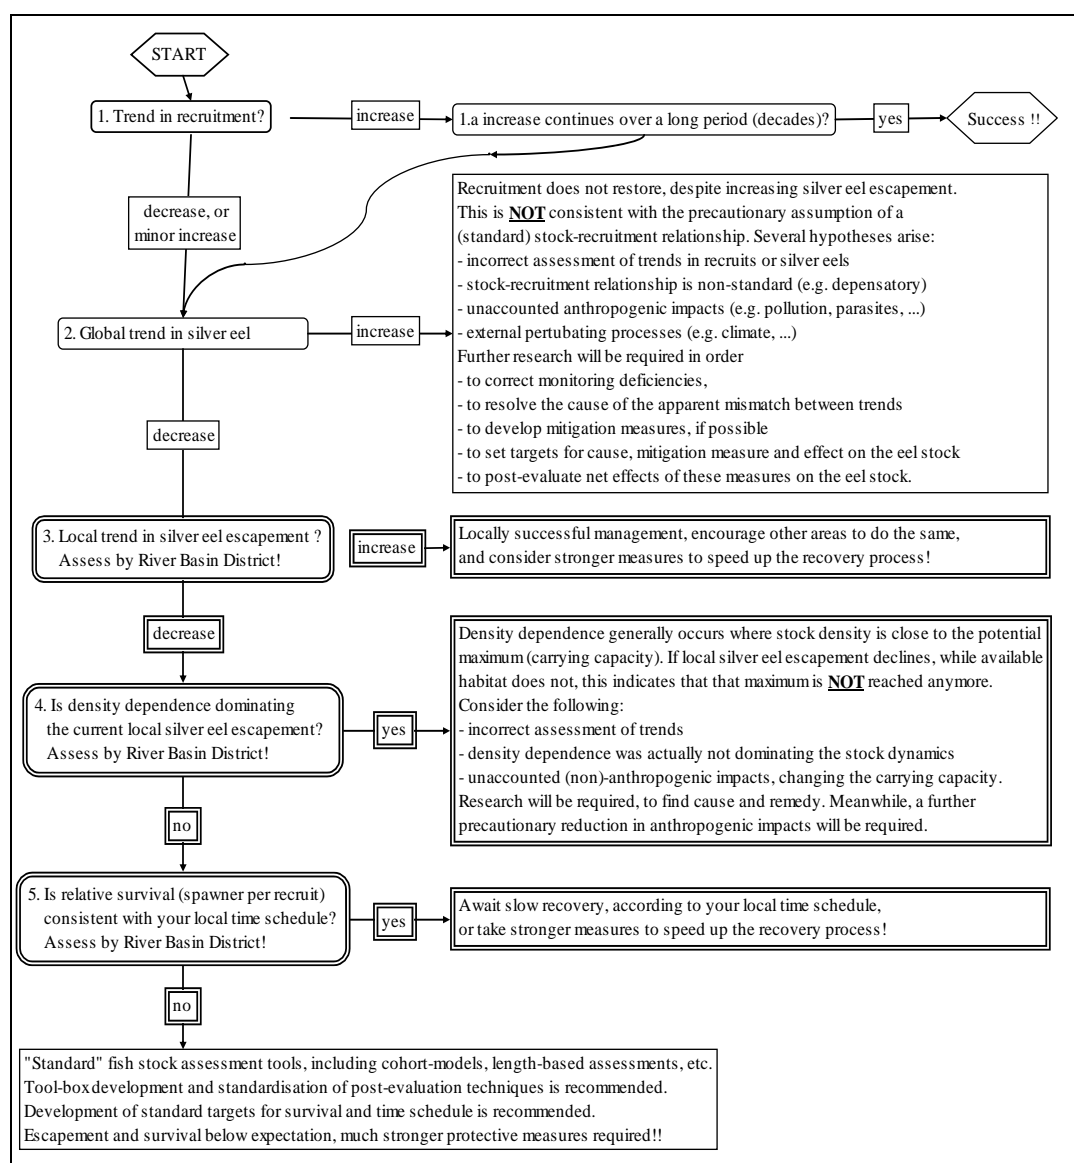 START
1. Trend in recruitment?
increase
1.a increase continues over a long period (decades)?
yes
Success !!
decrease, or
minor increase
Recruitment does not restore, despite increasing silver eel escapement.
This is NOT consistent with the precautionary assumption of a
(standard) stock-recruitment relationship. Several hypotheses arise:
- incorrect assessment of trends in recruits or silver eels
- stock-recruitment relationship is non-standard (e.g. depensatory)
- unaccounted anthropogenic impacts (e.g. pollution, parasites, ...)
- external pertubating processes (e.g. climate, ...)
Further research will be required in order
- to correct monitoring deficiencies,
- to resolve the cause of the apparent mismatch between trends
- to develop mitigation measures, if possible
- to set targets for cause, mitigation measure and effect on the eel stock
- to post-evaluate net effects of these measures on the eel stock.
2. Global trend in silver eel
increase
decrease
3. Local trend in silver eel escapement ?
Assess by River Basin District!
increase
Locally successful management, encourage other areas to do the same,
and consider stronger measures to speed up the recovery process!
decrease
4. Is density dependence dominating
the current local silver eel escapement?
Assess by River Basin District!
yes
Density dependence generally occurs where stock density is close to the potential
maximum (carrying capacity). If local silver eel escapement declines, while available
habitat does not, this indicates that that maximum is NOT reached anymore.
Consider the following:
- incorrect assessment of trends
- density dependence was actually not dominating the stock dynamics
- unaccounted (non)-anthropogenic impacts, changing the carrying capacity.
Research will be required, to find cause and remedy. Meanwhile, a further
precautionary reduction in anthropogenic impacts will be required.
no
5. Is relative survival (spawner per recruit)
consistent with your local time schedule?
Assess by River Basin District!
yes
Await slow recovery, according to your local time schedule,
or take stronger measures to speed up the recovery process!
no
"Standard" fish stock assessment tools, including cohort-models, length-based assessments, etc.
Tool-box development and standardisation of post-evaluation techniques is recommended.
Development of standard targets for survival and time schedule is recommended.
Escapement and survival below expectation, much stronger protective measures required!!